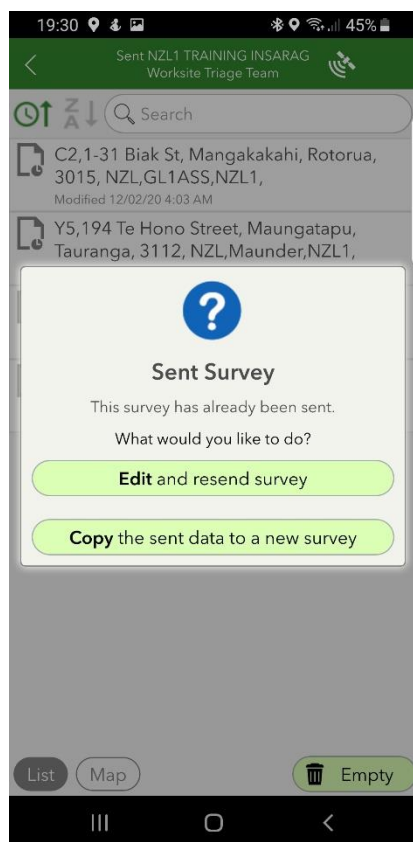 19:30 45%
Sent NZL1 TRAINING INSARAG
Worksite Triage Team
Z
A
Search
C2,1-31 Biak St, Mangakakahi, Rotorua,
3015, NZL,GL1ASS,NZL1,
Modified 12/02/20 4:03 AM
Y5,194 Te Hono Street, Maungatapu,
Tauranga, 3112, NZL,Maunder,NZL1,
?
Sent Survey
This survey has already been sent.
What would you like to do?
Edit and resend survey
Copy the sent data to a new survey
List Map Empty